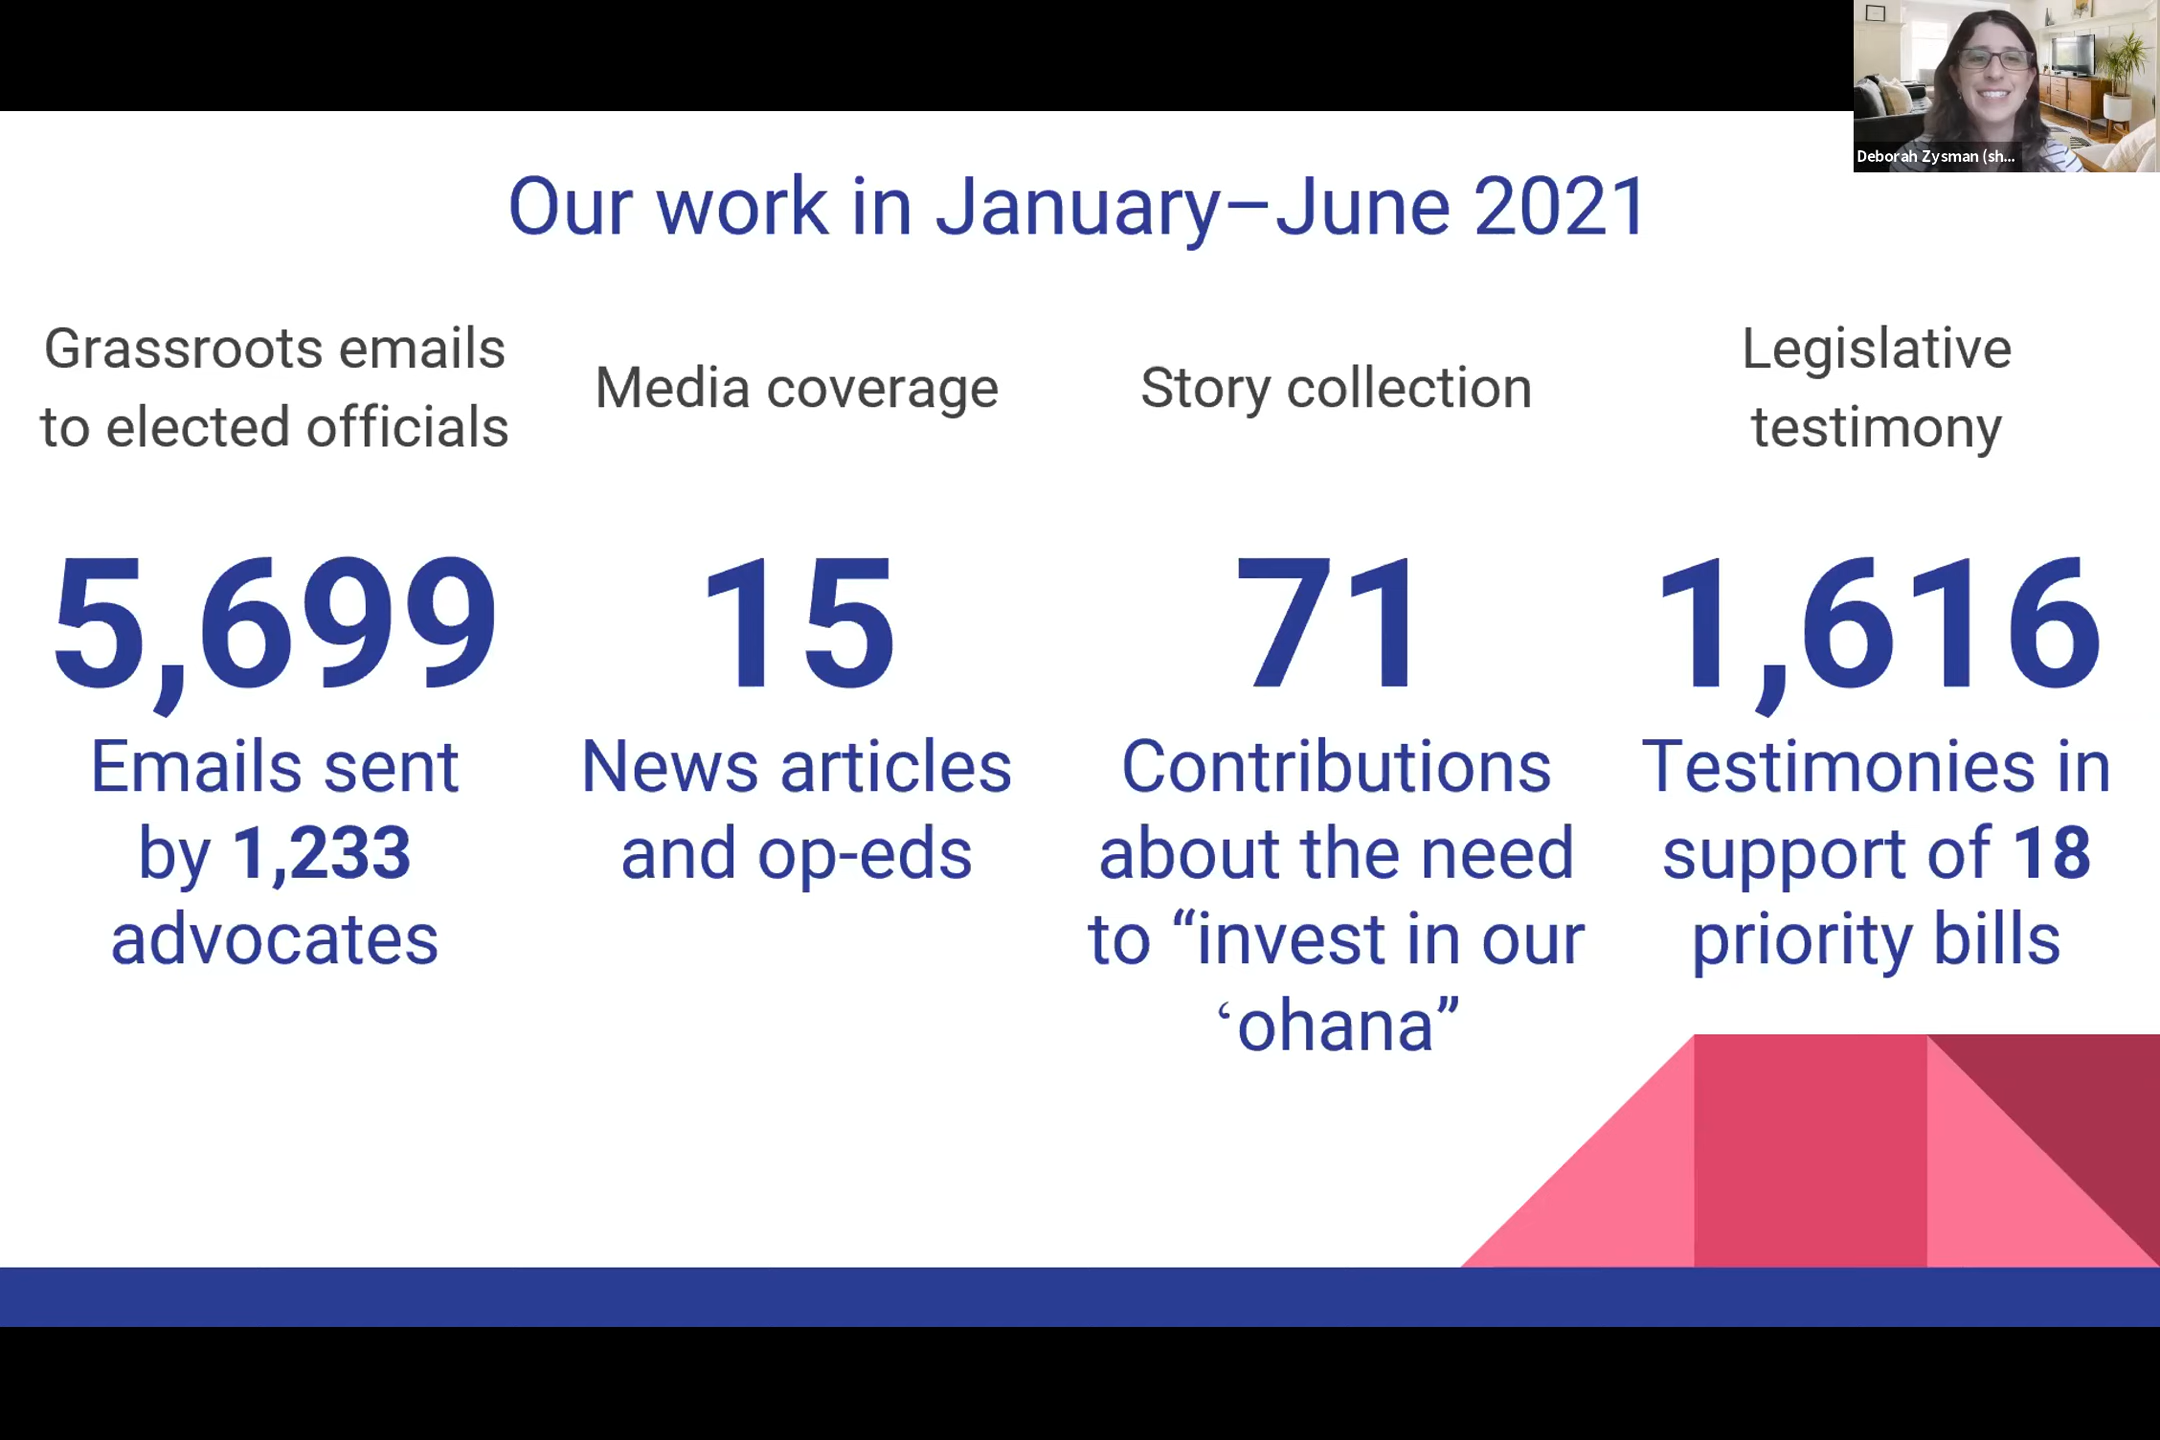 Deborah Zysman (sh...
Our work in January–June 2021
Grassroots emails
to elected officials
5,699
Emails sent
by 1,233
advocates
Media coverage
15
News articles
and op-eds
Story collection
71
Contributions
about the need
to “invest in our
ʻohana”
Legislative
testimony
1,616
Testimonies in
support of 18
priority bills